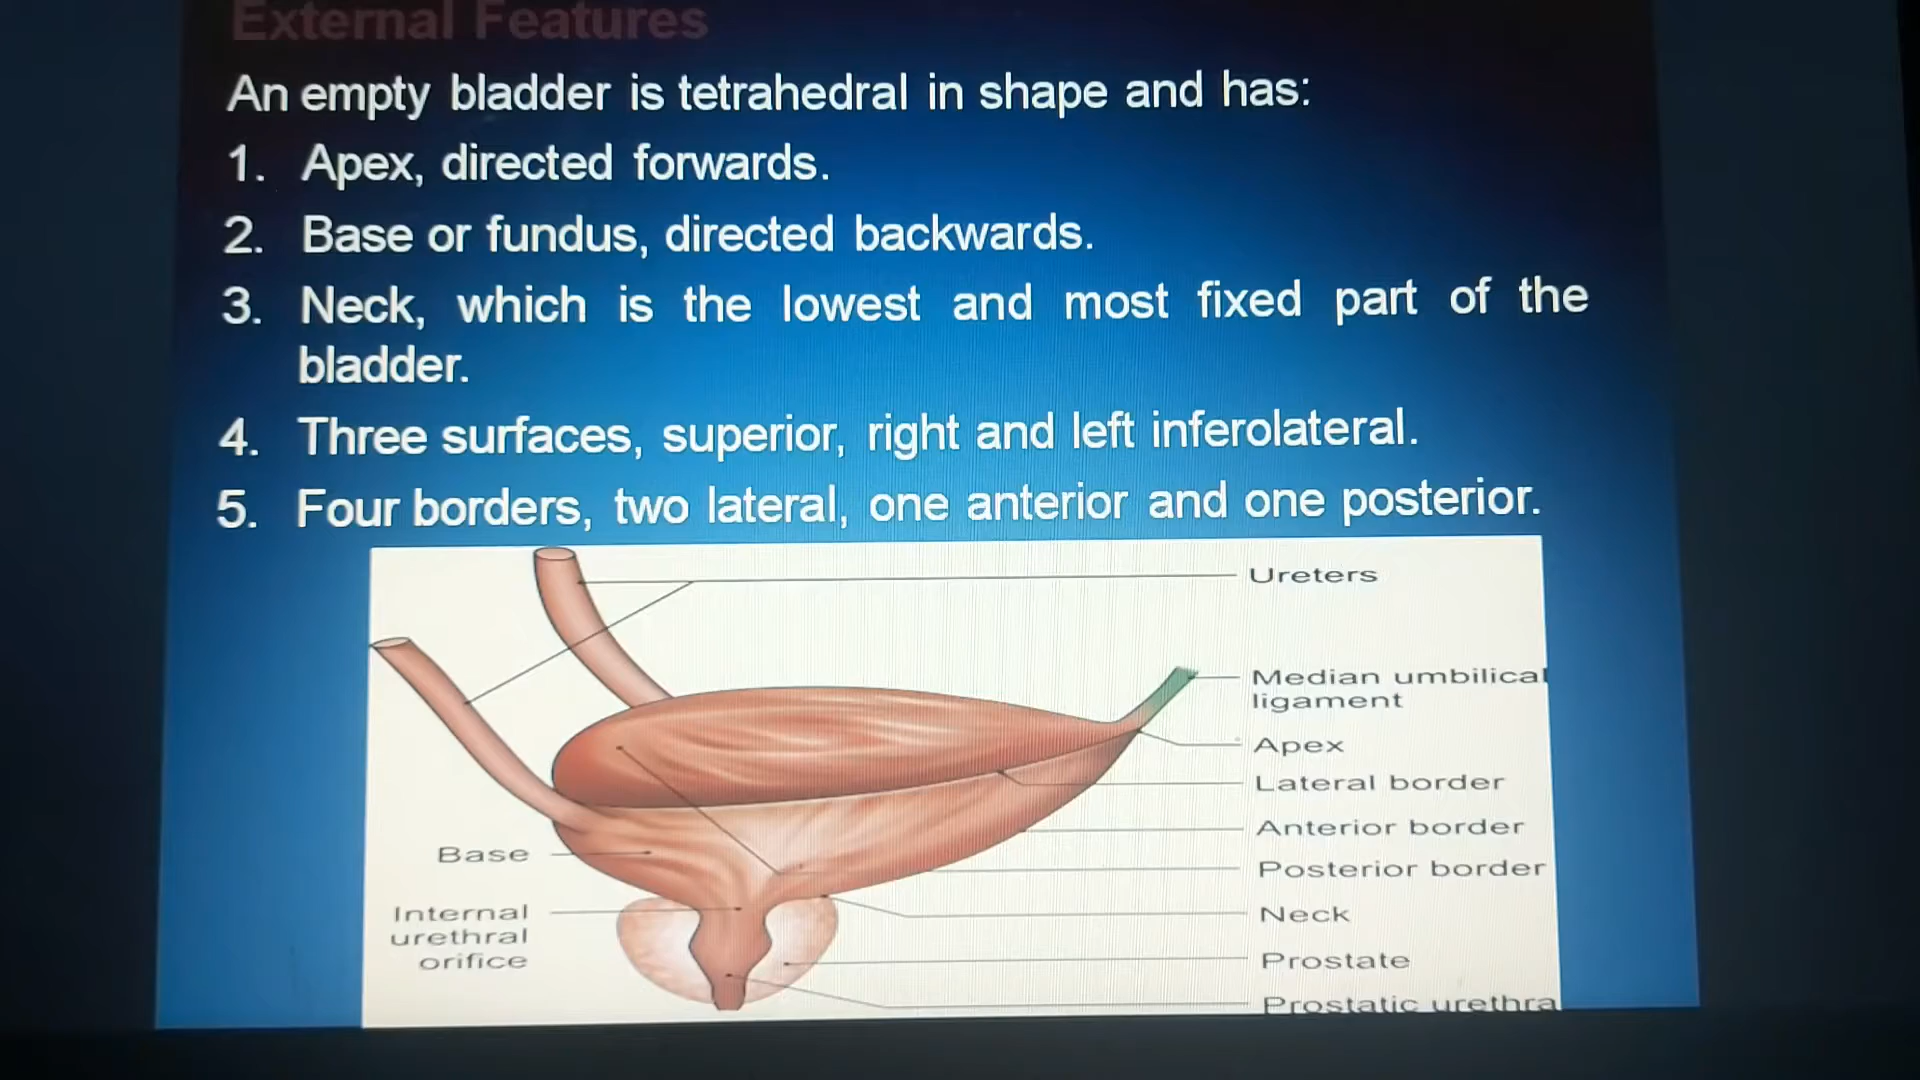 External Features
An empty bladder is tetrahedral in shape and has:
1. Apex, directed forwards.
2. Base or fundus, directed backwards.
3. Neck, which is the lowest and most fixed part of the
bladder.
4. Three surfaces, superior, right and left inferolateral.
5. Four borders, two lateral, one anterior and one posterior.
Ureters
Median umbilical
ligament
Apex
Lateral border
Anterior border
Posterior border
Neck
Prostate
Prostatic urethra
Base
Internal
urethral
orifice